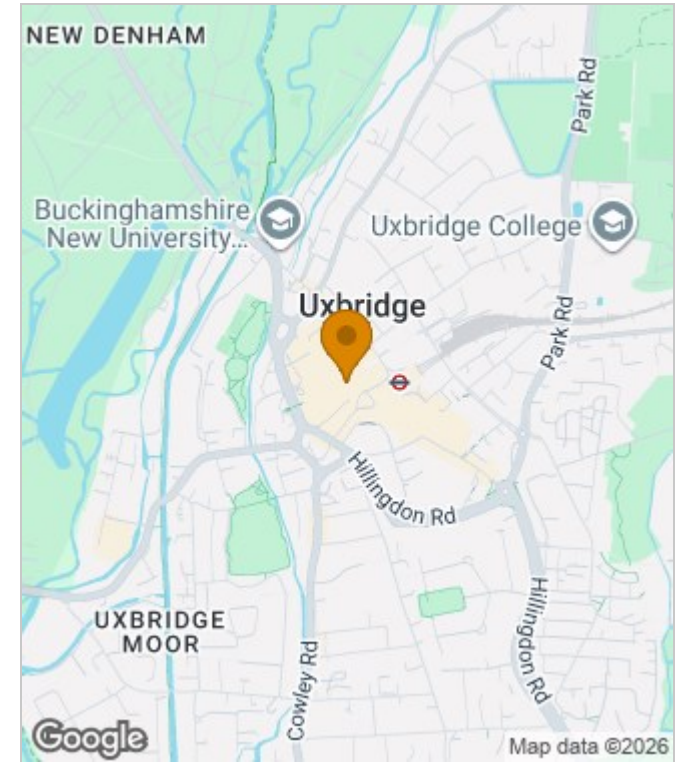 NEW DENHAM
Park Rd
Buckinghamshire
New University...
Uxbridge College
Uxbridge
Park Rd
Hillingdon Rd
UXBRIDGE
MOOR
Hillingdon Rd
Cowley Rd
Google
Map data ©2026